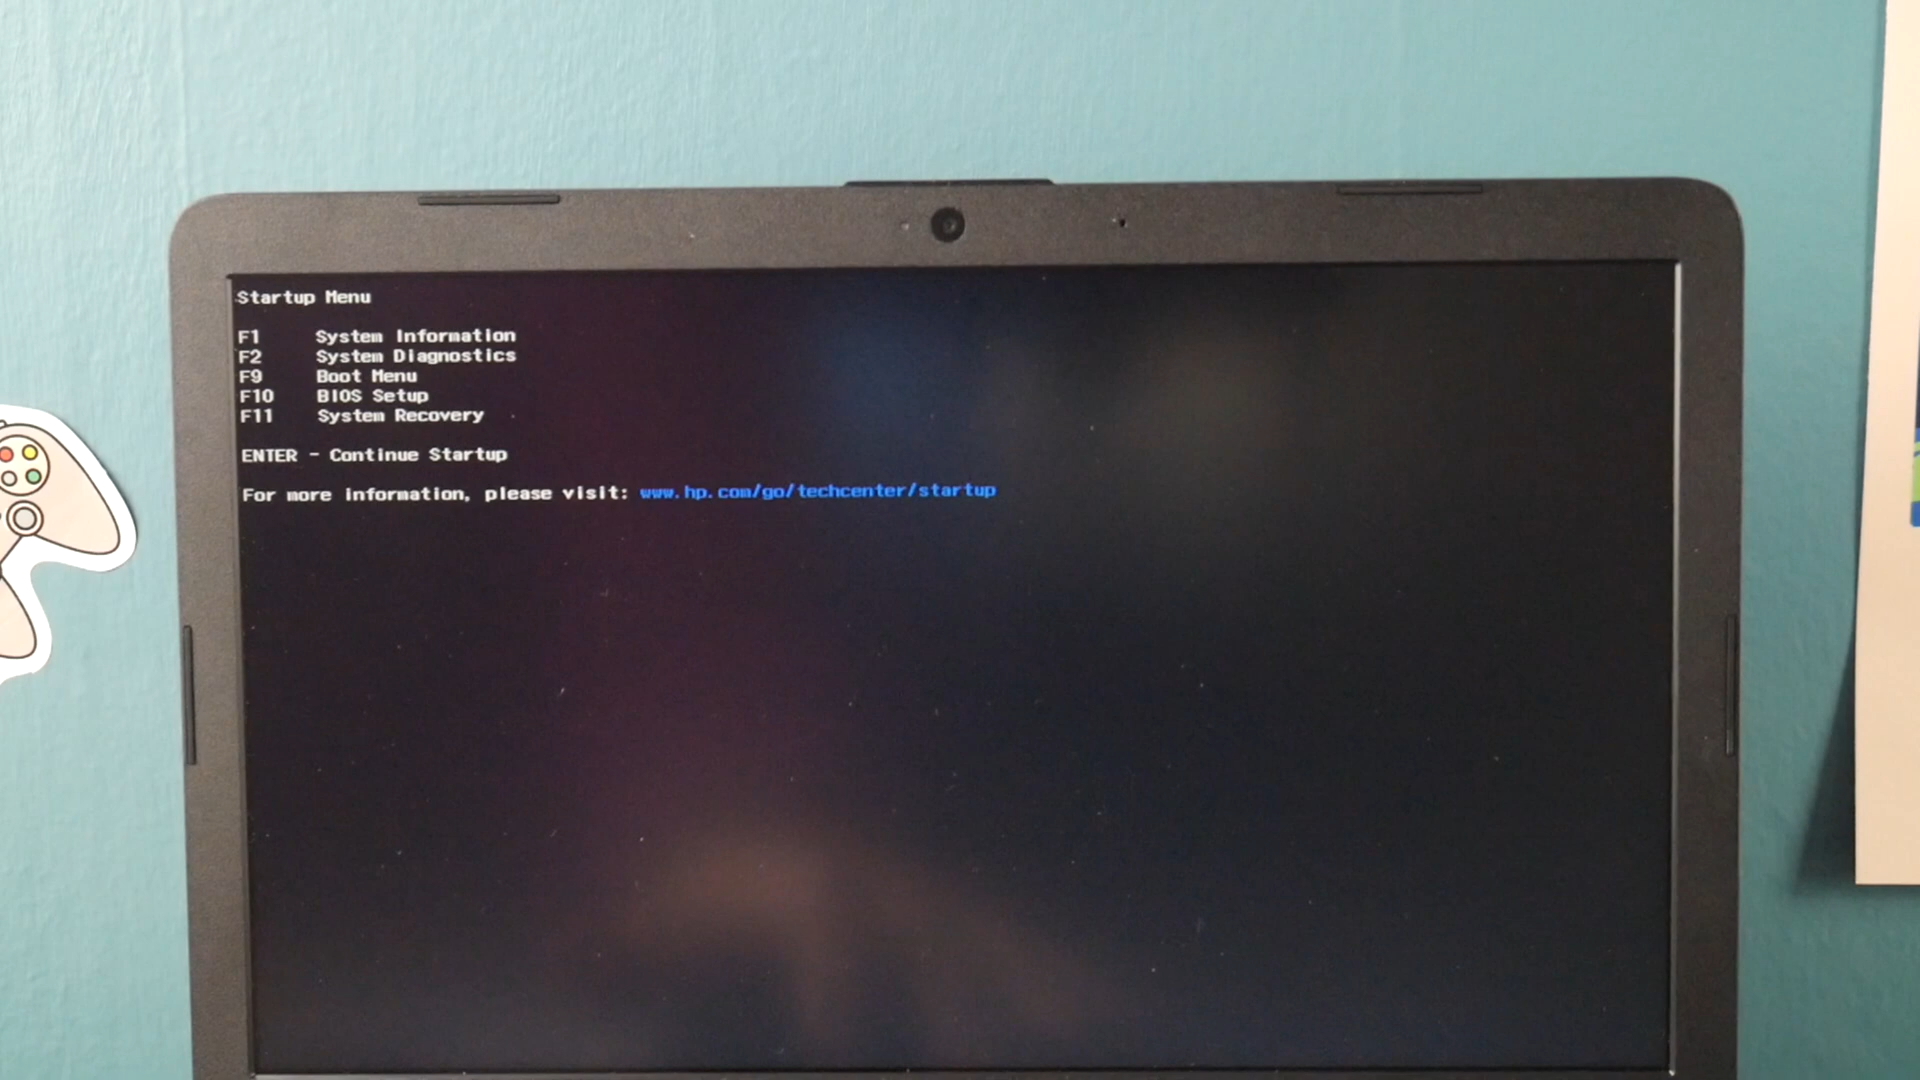 Startup Menu
F1 System Information
F2 System Diagnostics
F9 Boot Menu
F10 BIOS Setup
F11 System Recovery
ENTER - Continue Startup
For more information, please visit: www.hp.com/go/techcenter/startup